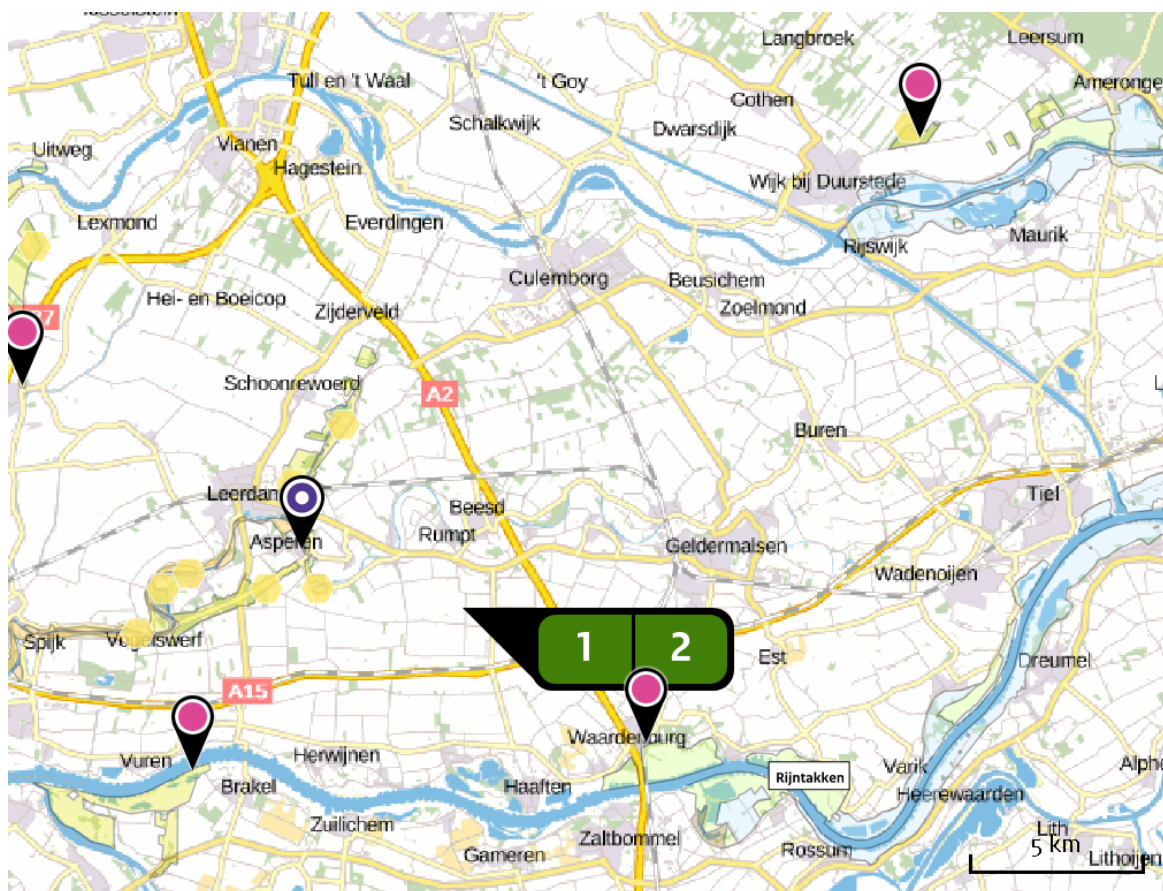 Langbroek
Leersum
Tull en 't Waal
't Goy
Cothen
Schalkwijk
Dwarsdijk
Vianen
Uitweg
Hagestein
Wijk bij Duurstede
Lexmond
Everdingen
Maurik
Rijswijk
Culemborg
Beusichem
Hei- en Boeicop
Zoelmond
Zijderveld
Schoonrewoerd
A2
Buren
Leerdam
Tiel
Beesd
Rumpt
Asperen
Geldermalsen
Wadenoijen
1 2
Spijk
Vogelswerf
Est
Dreumel
A15
Waardenburg
Vuren
Herwijnen
Varik
Rijntakken
Brakel
Haaften
Heerewaarden
Zuilichem
Zaltbommel
Lith
Rossum
5 km
Gameren
Lithoijen